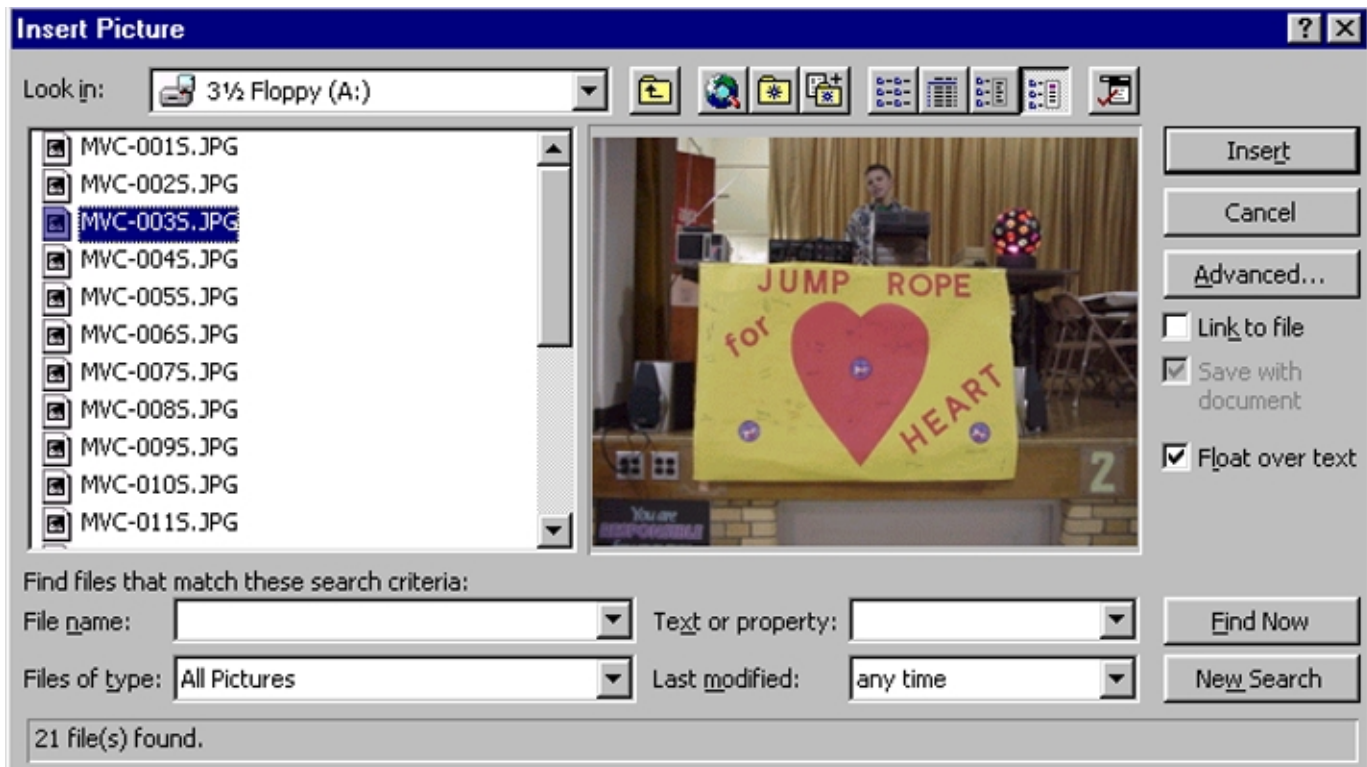 Insert Picture
Look in:
3½ Floppy (A:)
MVC-001S.JPG
MVC-002S.JPG
MVC-003S.JPG
MVC-004S.JPG
MVC-005S.JPG
MVC-006S.JPG
MVC-007S.JPG
MVC-008S.JPG
MVC-009S.JPG
MVC-010S.JPG
MVC-011S.JPG
JUMP ROPE
for
HEART
2
You are
RESPONSIBLE
Insert
Cancel
Advanced...
Link to file
Save with
document
Float over text
Find files that match these search criteria:
File name:
Text or property:
Find Now
Files of type: All Pictures
Last modified: any time
New Search
21 file(s) found.